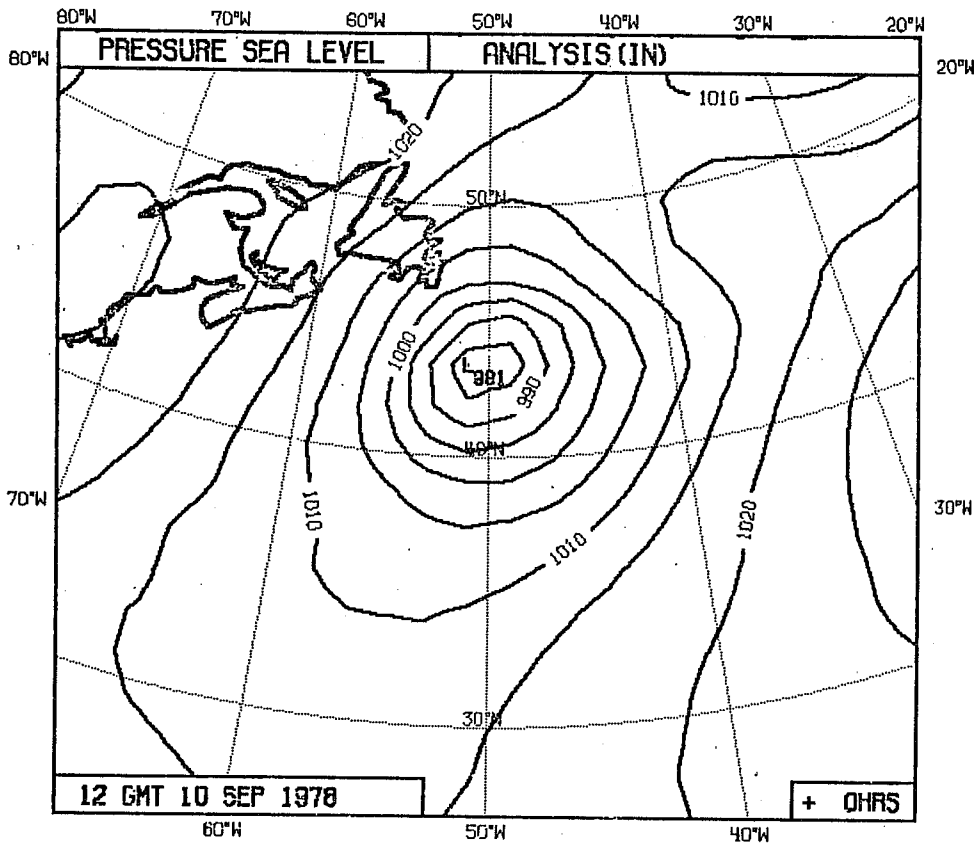 80°W 70°W 60°W 50°W 40°W 30°W 20°W
80°W PRESSURE SEA LEVEL ANALYSIS(IN) 20°W
1010
1020
50°N
1000
L
981
990
40°N
70°W 1010 1010 1020 30°W
30°N
12 GMT 10 SEP 1978 + 0HRS
60°W 50°W 40°W